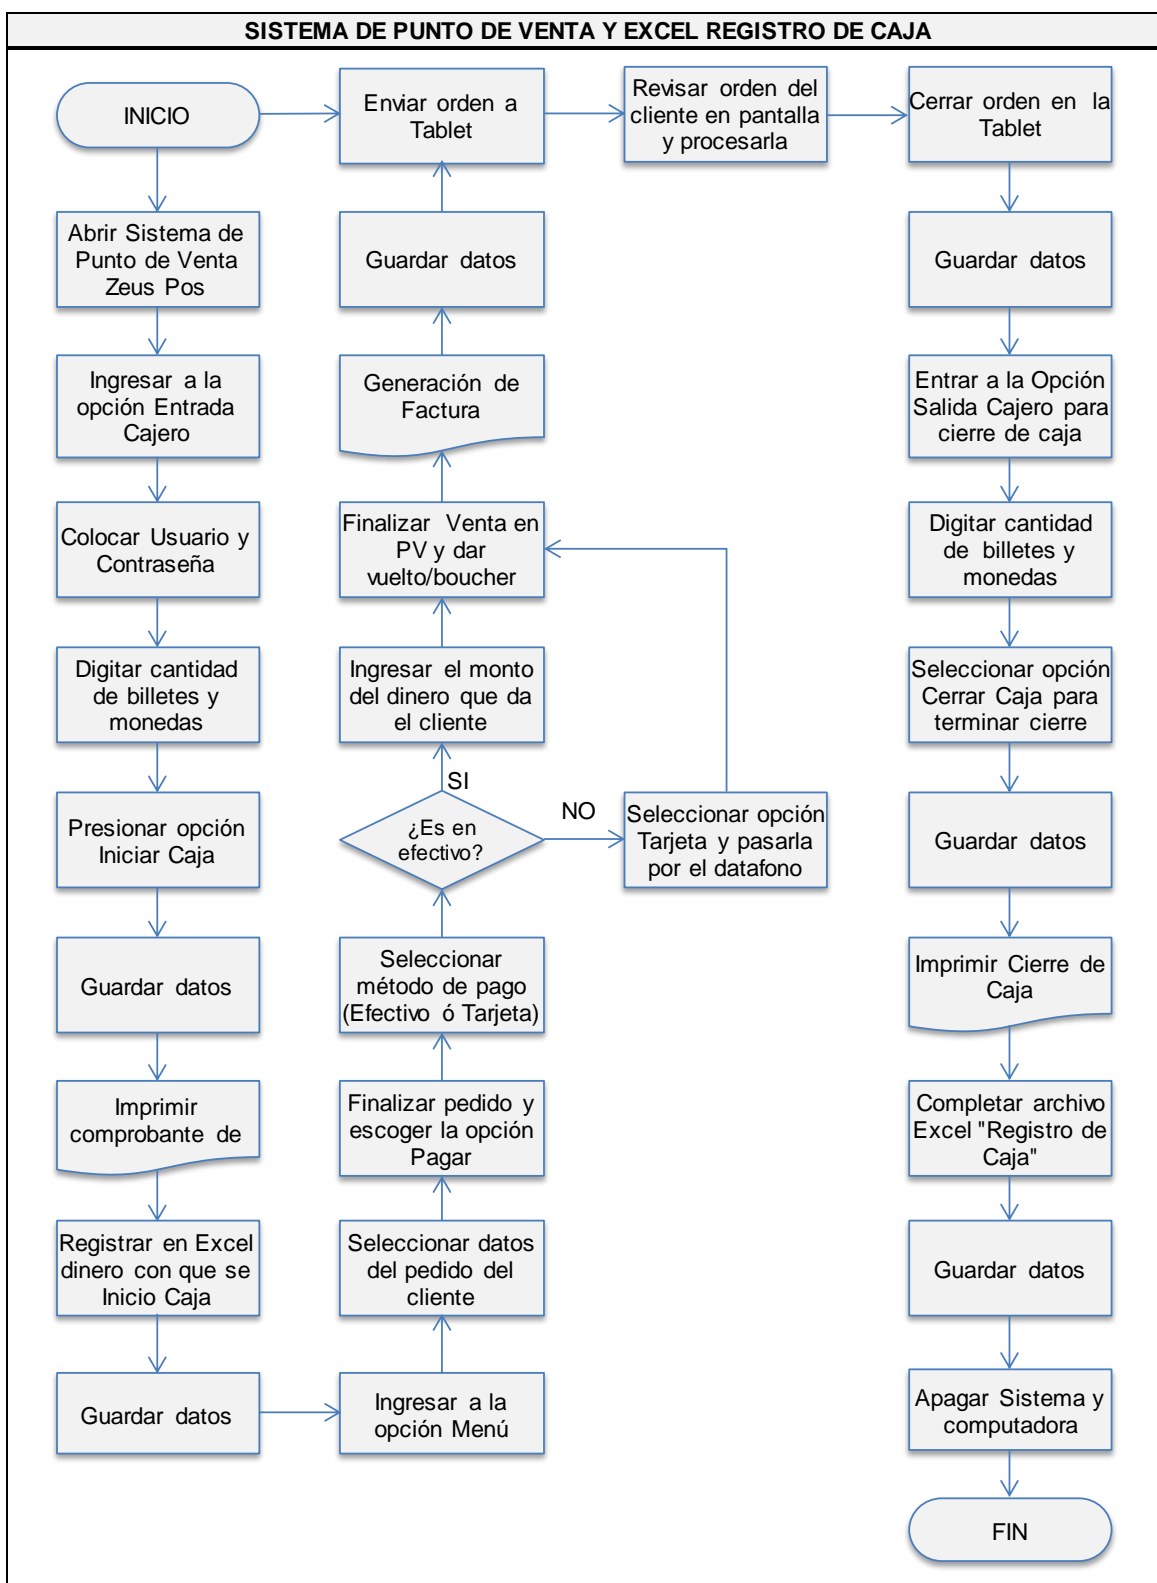 SISTEMA DE PUNTO DE VENTA Y EXCEL REGISTRO DE CAJA
INICIO
Abrir Sistema de
Punto de Venta
Zeus Pos
Ingresar a la
opción Entrada
Cajero
Colocar Usuario y
Contraseña
Digitar cantidad
de billetes y
monedas
Presionar opción
Iniciar Caja
Guardar datos
Imprimir
comprobante de
Registrar en Excel
dinero con que se
Inicio Caja
Guardar datos
Ingresar a la
opción Menú
Seleccionar datos
del pedido del
cliente
Finalizar pedido y
escoger la opción
Pagar
Seleccionar
método de pago
(Efectivo ó Tarjeta)
¿Es en
efectivo?
SI
NO
Seleccionar opción
Tarjeta y pasarla
por el datafono
Ingresar el monto
del dinero que da
el cliente
Finalizar Venta en
PV y dar
vuelto/boucher
Generación de
Factura
Guardar datos
Enviar orden a
Tablet
Revisar orden del
cliente en pantalla
y procesarla
Cerrar orden en la
Tablet
Guardar datos
Entrar a la Opción
Salida Cajero para
cierre de caja
Digitar cantidad
de billetes y
monedas
Seleccionar opción
Cerrar Caja para
terminar cierre
Guardar datos
Imprimir Cierre de
Caja
Completar archivo
Excel "Registro de
Caja"
Guardar datos
Apagar Sistema y
computadora
FIN